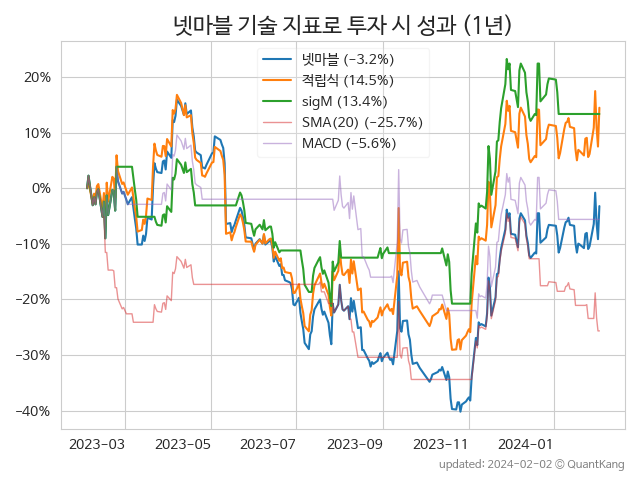 넷마블 기술 지표로 투자 시 성과 (1년)
넷마블 (−3.2%)
적립식 (14.5%)
sigM (13.4%)
SMA(20) (−25.7%)
MACD (−5.6%)
20%
10%
0%
−10%
−20%
−30%
−40%
2023−03 2023−05 2023−07 2023−09 2023−11 2024−01
updated: 2024−02−02 © QuantKang